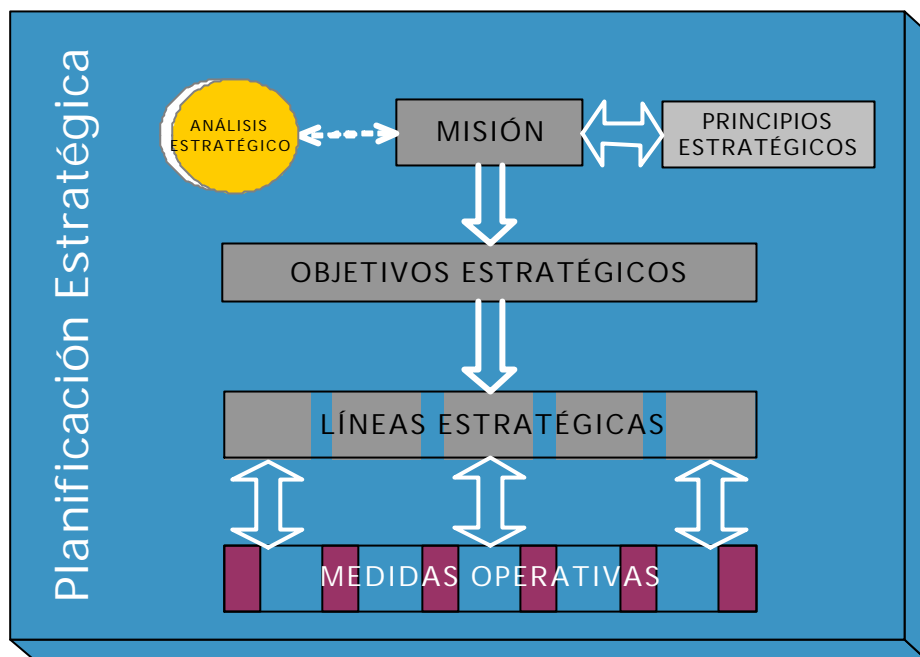 Planificación Estratégica
ANÁLISIS
ESTRATÉGICO
MISIÓN
PRINCIPIOS
ESTRATÉGICOS
OBJETIVOS ESTRATÉGICOS
LÍNEAS ESTRATÉGICAS
MEDIDAS OPERATIVAS